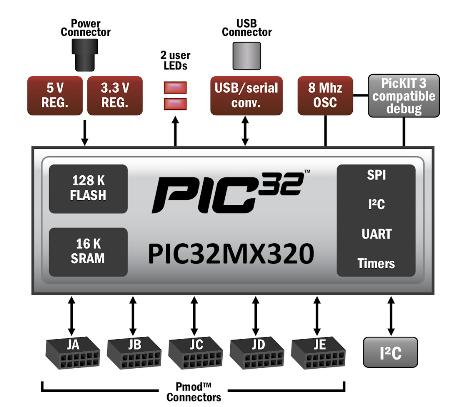 Power
Connector
USB
Connector
2 user
LEDs
5 V
REG.
3.3 V
REG.
USB/serial
conv.
8 Mhz
OSC
PicKIT 3
compatible
debug
128 K
FLASH
PIC32™
SPI
I²C
UART
Timers
16 K
SRAM
PIC32MX320
JA
JB
JC
JD
JE
I²C
Pmod™
Connectors